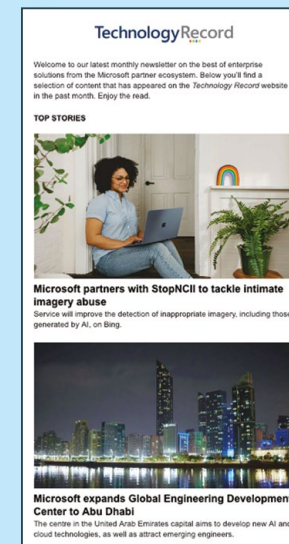 TechnologyRecord
Welcome to our latest monthly newsletter on the best of enterprise
solutions from the Microsoft partner ecosystem. Below you'll find a
selection of content that has appeared on the Technology Record website
in the past month. Enjoy the read.
TOP STORIES
Microsoft partners with StopNCII to tackle intimate
imagery abuse
Service will improve the detection of inappropriate imagery, including those
generated by AI, on Bing.
Microsoft expands Global Engineering Development
Center to Abu Dhabi
The centre in the United Arab Emirates capital aims to develop new AI and
cloud technologies, as well as attract emerging engineers.